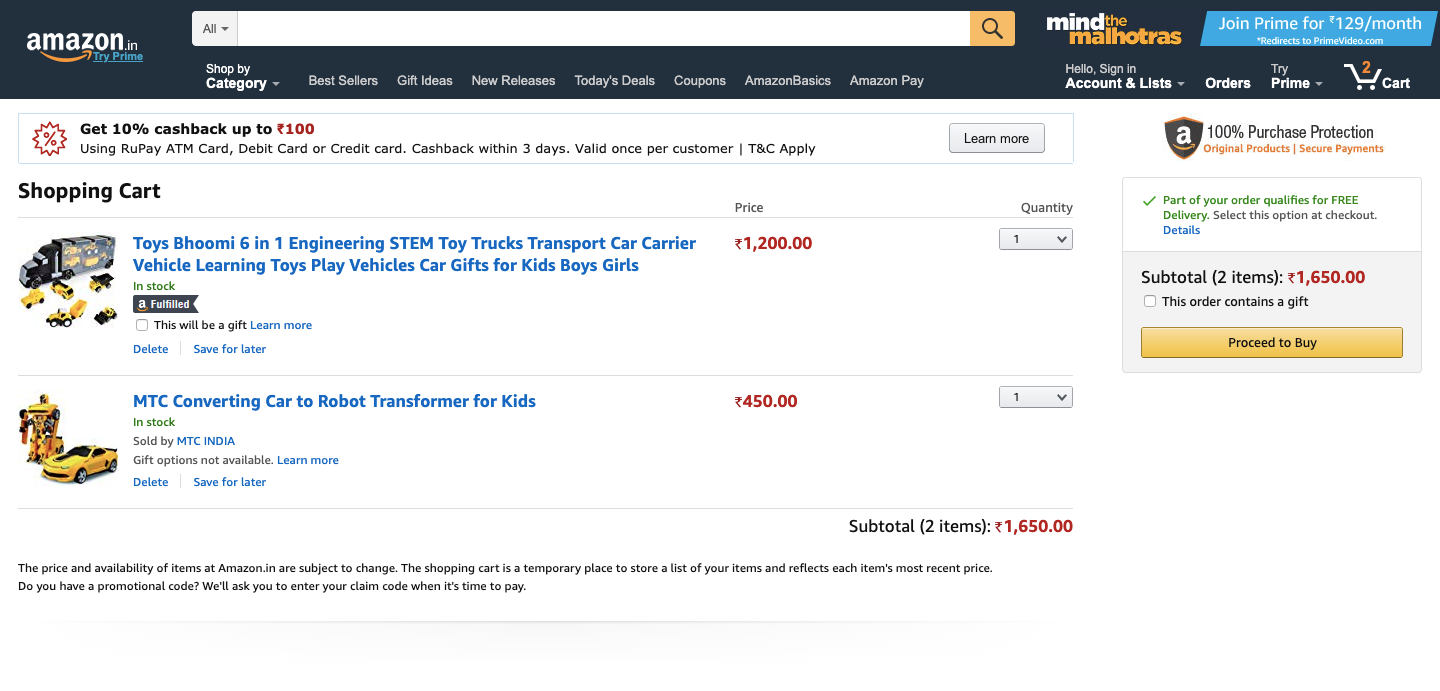 amazon.in
Try Prime
All
mind the
malhotras
Join Prime for ₹129/month
*Redirects to PrimeVideo.com
Shop by
Category
Best Sellers
Gift Ideas
New Releases
Today's Deals
Coupons
AmazonBasics
Amazon Pay
Hello, Sign in
Account & Lists
Orders
Try
Prime
2
Cart
%
Get 10% cashback up to ₹100
Using RuPay ATM Card, Debit Card or Credit card. Cashback within 3 days. Valid once per customer | T&C Apply
Learn more
a
100% Purchase Protection
Original Products | Secure Payments
Shopping Cart
Price
Quantity
Toys Bhoomi 6 in 1 Engineering STEM Toy Trucks Transport Car Carrier
Vehicle Learning Toys Play Vehicles Car Gifts for Kids Boys Girls
₹1,200.00
1
In stock
a Fulfilled
This will be a gift Learn more
Delete
Save for later
MTC Converting Car to Robot Transformer for Kids
₹450.00
1
In stock
Sold by MTC INDIA
Gift options not available. Learn more
Delete
Save for later
Subtotal (2 items): ₹1,650.00
Part of your order qualifies for FREE
Delivery. Select this option at checkout.
Details
Subtotal (2 items): ₹1,650.00
This order contains a gift
Proceed to Buy
The price and availability of items at Amazon.in are subject to change. The shopping cart is a temporary place to store a list of your items and reflects each item's most recent price.
Do you have a promotional code? We'll ask you to enter your claim code when it's time to pay.